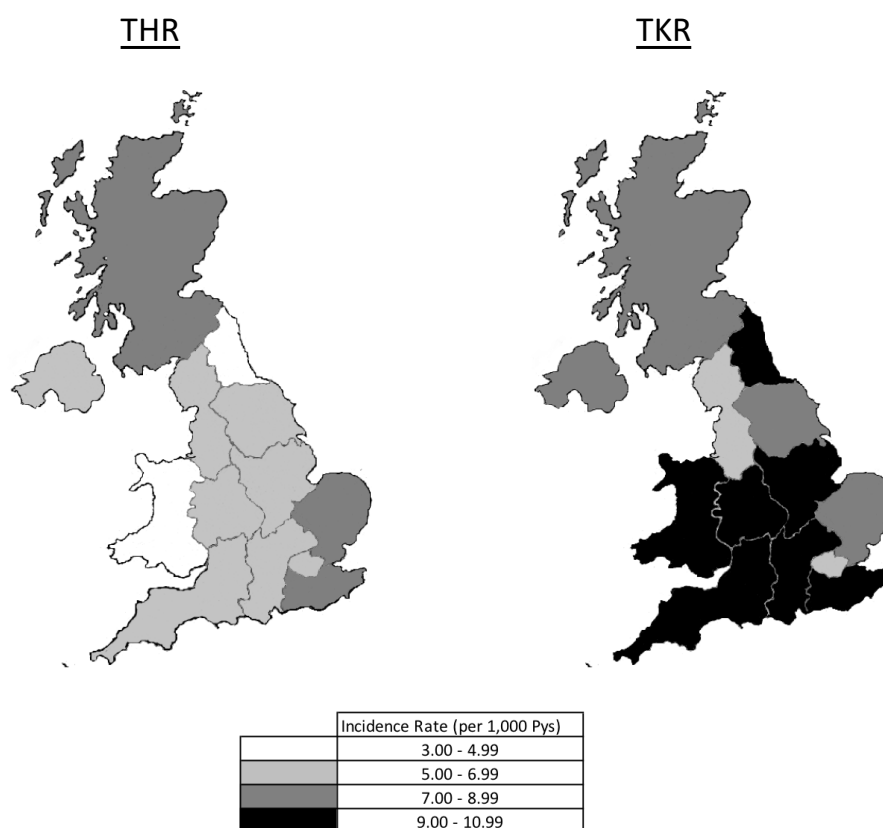 THR TKR
Incidence Rate (per 1,000 Pys)
3.00 - 4.99
5.00 - 6.99
7.00 - 8.99
9.00 - 10.99